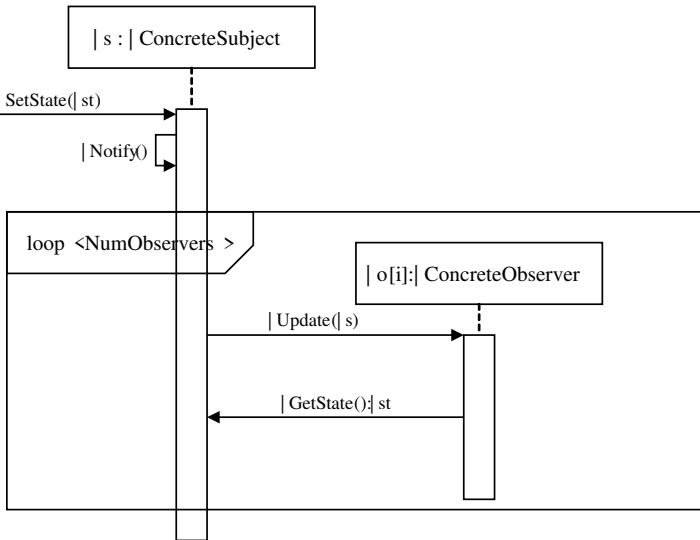 | s : | ConcreteSubject
SetState(| st)
| Notify()
loop <NumObservers >
| o[i]:| ConcreteObserver
| Update(| s)
| GetState():| st